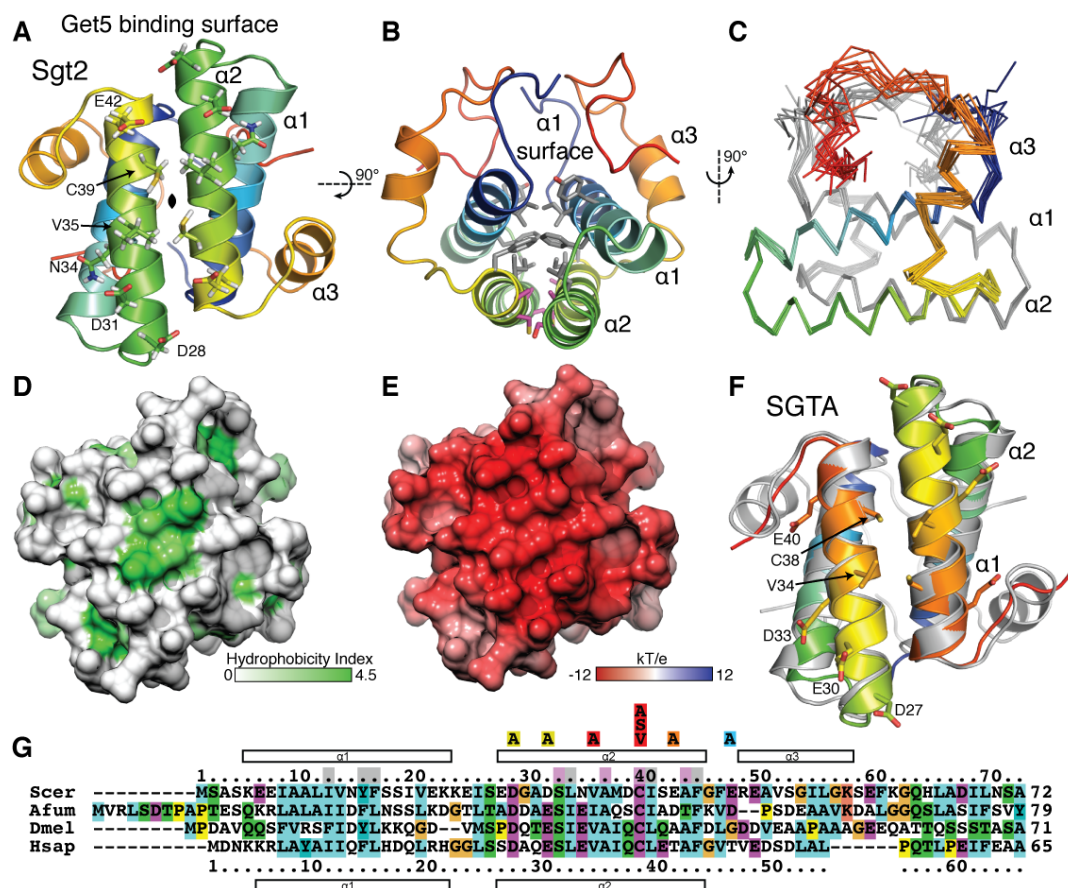 A
Get5 binding surface
Sgt2
α2
E42
α1
C39
V35
N34
D31
D28
α3
90°
B
α1
surface
α3
α1
α2
90°
C
α3
α1
α2
D
Hydrophobicity Index
0 4.5
E
kT/e
-12 12
F
SGTA
α2
E40
C38
V34
α1
D33
E30
D27
G
A
S
A A A V A A
α1 α2 α3
1 ........ 10 ........ 20 ........ 30 ........ 40 ........ 50 ........ 60 ........ 70 ..
Scer ---------MSASKEEIAALIVNYFSSIVEKKEISEDGADSLNVAMDCISEAFGFEREAVSGILGKSEFKGQHLADILNSA 72
Afum MVRLSDTPAPTESQKRLALAIIDFLNSSLKDGTLTADDAESIEIAQSCIADTFKVD--PSDEAAVKDALGGQSLASIFSVY 79
Dmel --------MPDAVQQSFVRSFIDYLKKQGD--VMSPDQTESIEVAIQCLQAAFDLGDDVEAAPAAAGEEQATTQSSSTASA 71
Hsap ----------MDNKKRLAYAIIQFLHDQLRHGGLSSDAQESLEVAIQCLETAFGVTVEDSDLAL------PQTLPEIFEAA 65
1 ........ 10 ........ 20 ........ 30 ........ 40 ........ 50 ........ 60 .....
α1 α2